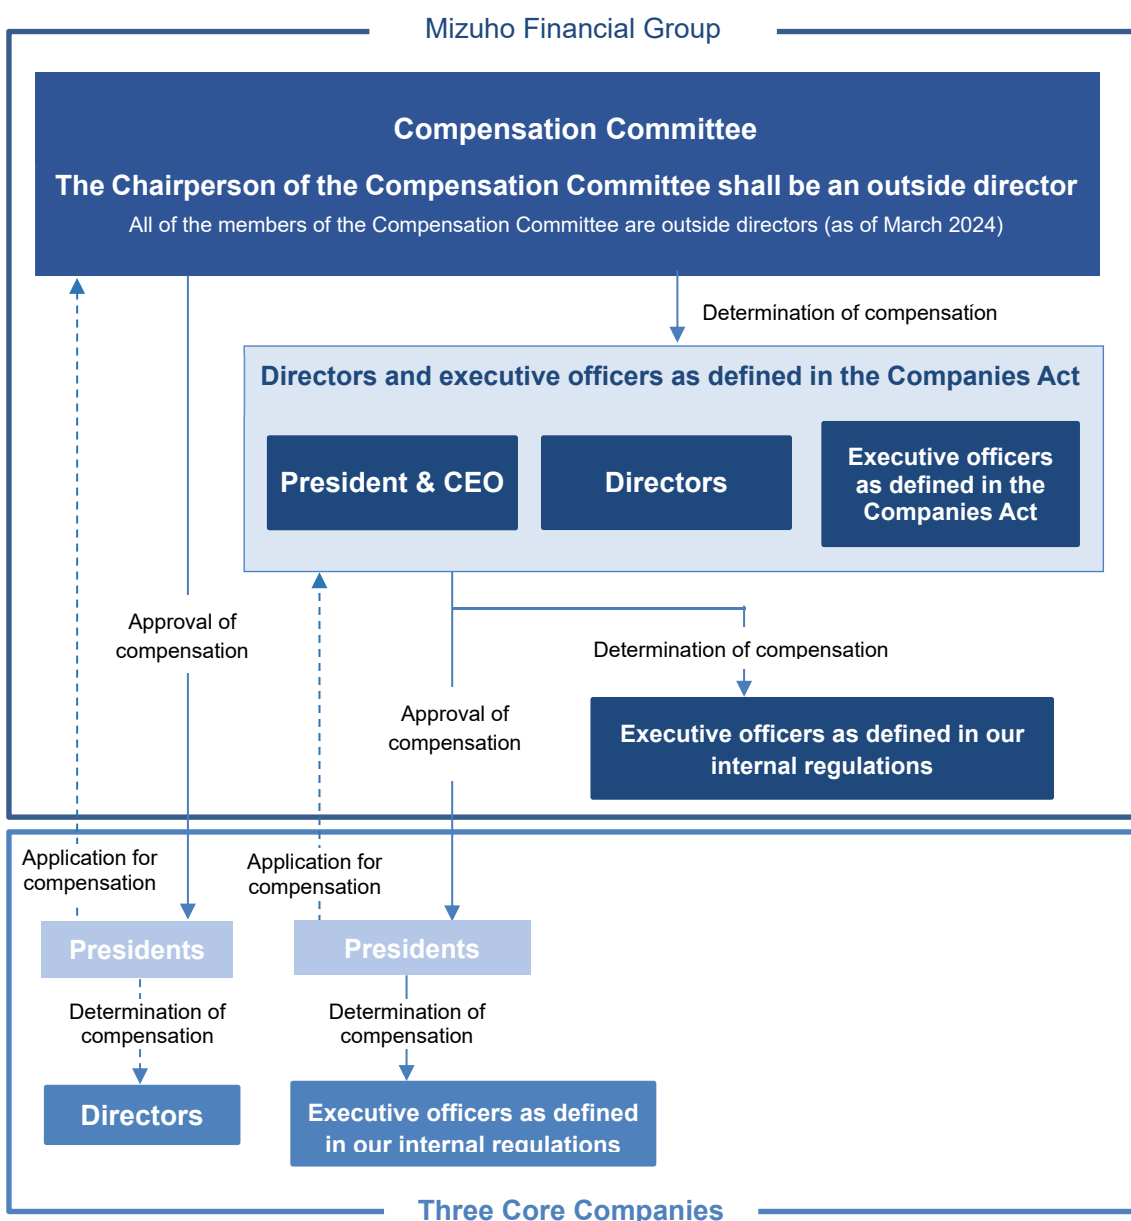 Mizuho Financial Group
Compensation Committee
The Chairperson of the Compensation Committee shall be an outside director
All of the members of the Compensation Committee are outside directors (as of March 2024)
Determination of compensation
Directors and executive officers as defined in the Companies Act
President & CEO
Directors
Executive officers
as defined in the
Companies Act
Approval of
compensation
Determination of compensation
Approval of
compensation
Executive officers as defined in our
internal regulations
Application for
compensation
Application for
compensation
Presidents
Presidents
Determination of
compensation
Determination of
compensation
Directors
Executive officers as defined
in our internal regulations
Three Core Companies